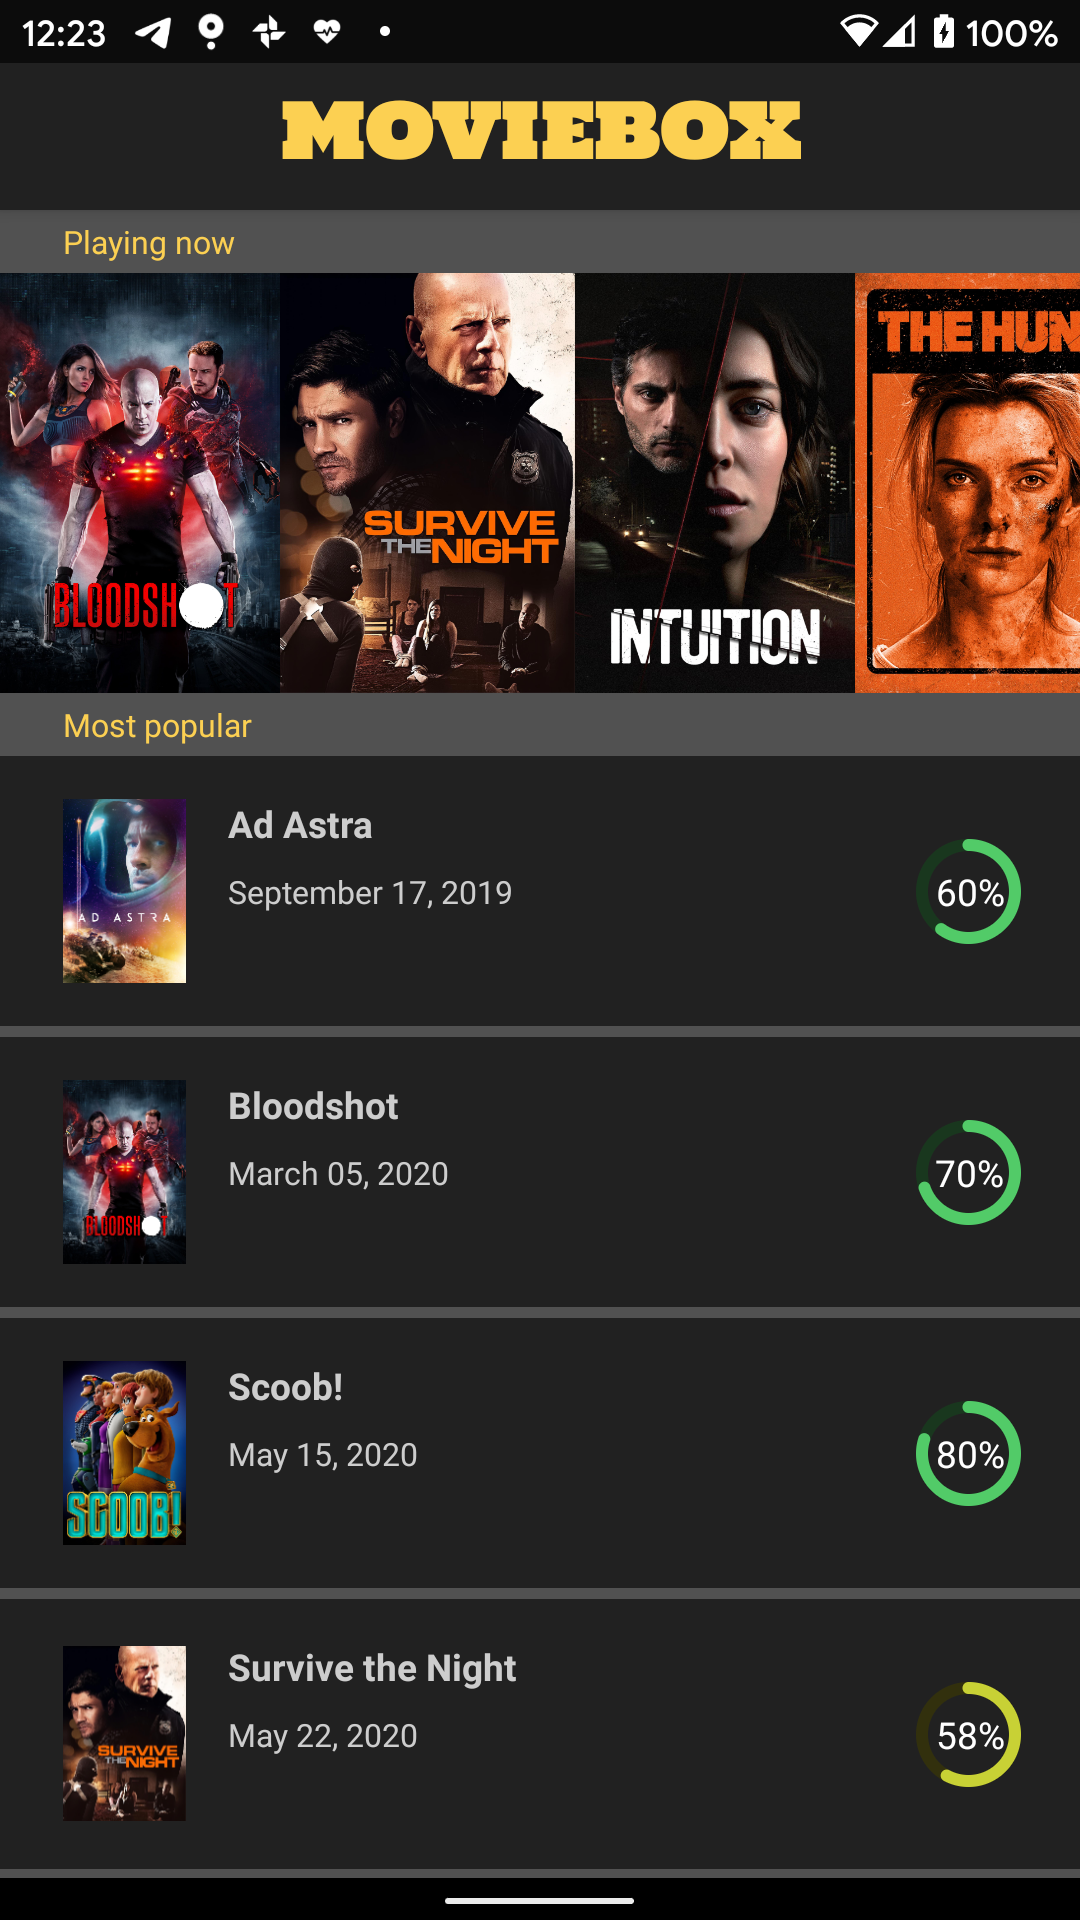 12:23
100%
MOVIEBOX
Playing now
BLOODSHOT
SURVIVE
THE NIGHT
INTUITION
THE HUN
Most popular
Ad Astra
September 17, 2019
60%
AD ASTRA
Bloodshot
March 05, 2020
70%
BLOODSHOT
Scoob!
May 15, 2020
80%
SCOOB!
Survive the Night
May 22, 2020
58%
SURVIVE
THE NIGHT